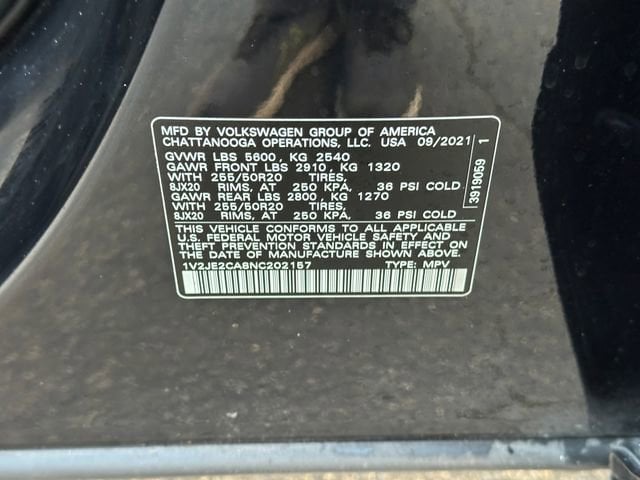 MFD BY VOLKSWAGEN GROUP OF AMERICA
CHATTANOOGA OPERATIONS, LLC. USA 09/2021
GVWR LBS 5600, KG 2540
GAWR FRONT LBS 2910, KG 1320
WITH 255/50R20 TIRES,
8JX20 RIMS, AT 250 KPA, 36 PSI COLD
GAWR REAR LBS 2800, KG 1270
WITH 255/50R20 TIRES,
8JX20 RIMS, AT 250 KPA, 36 PSI COLD
THIS VEHICLE CONFORMS TO ALL APPLICABLE
U.S. FEDERAL MOTOR VEHICLE SAFETY AND
THEFT PREVENTION STANDARDS IN EFFECT ON
THE DATE OF MANUFACTURE SHOWN ABOVE.
1V2JE2CA8NC202157 TYPE: MPV
3919059 1